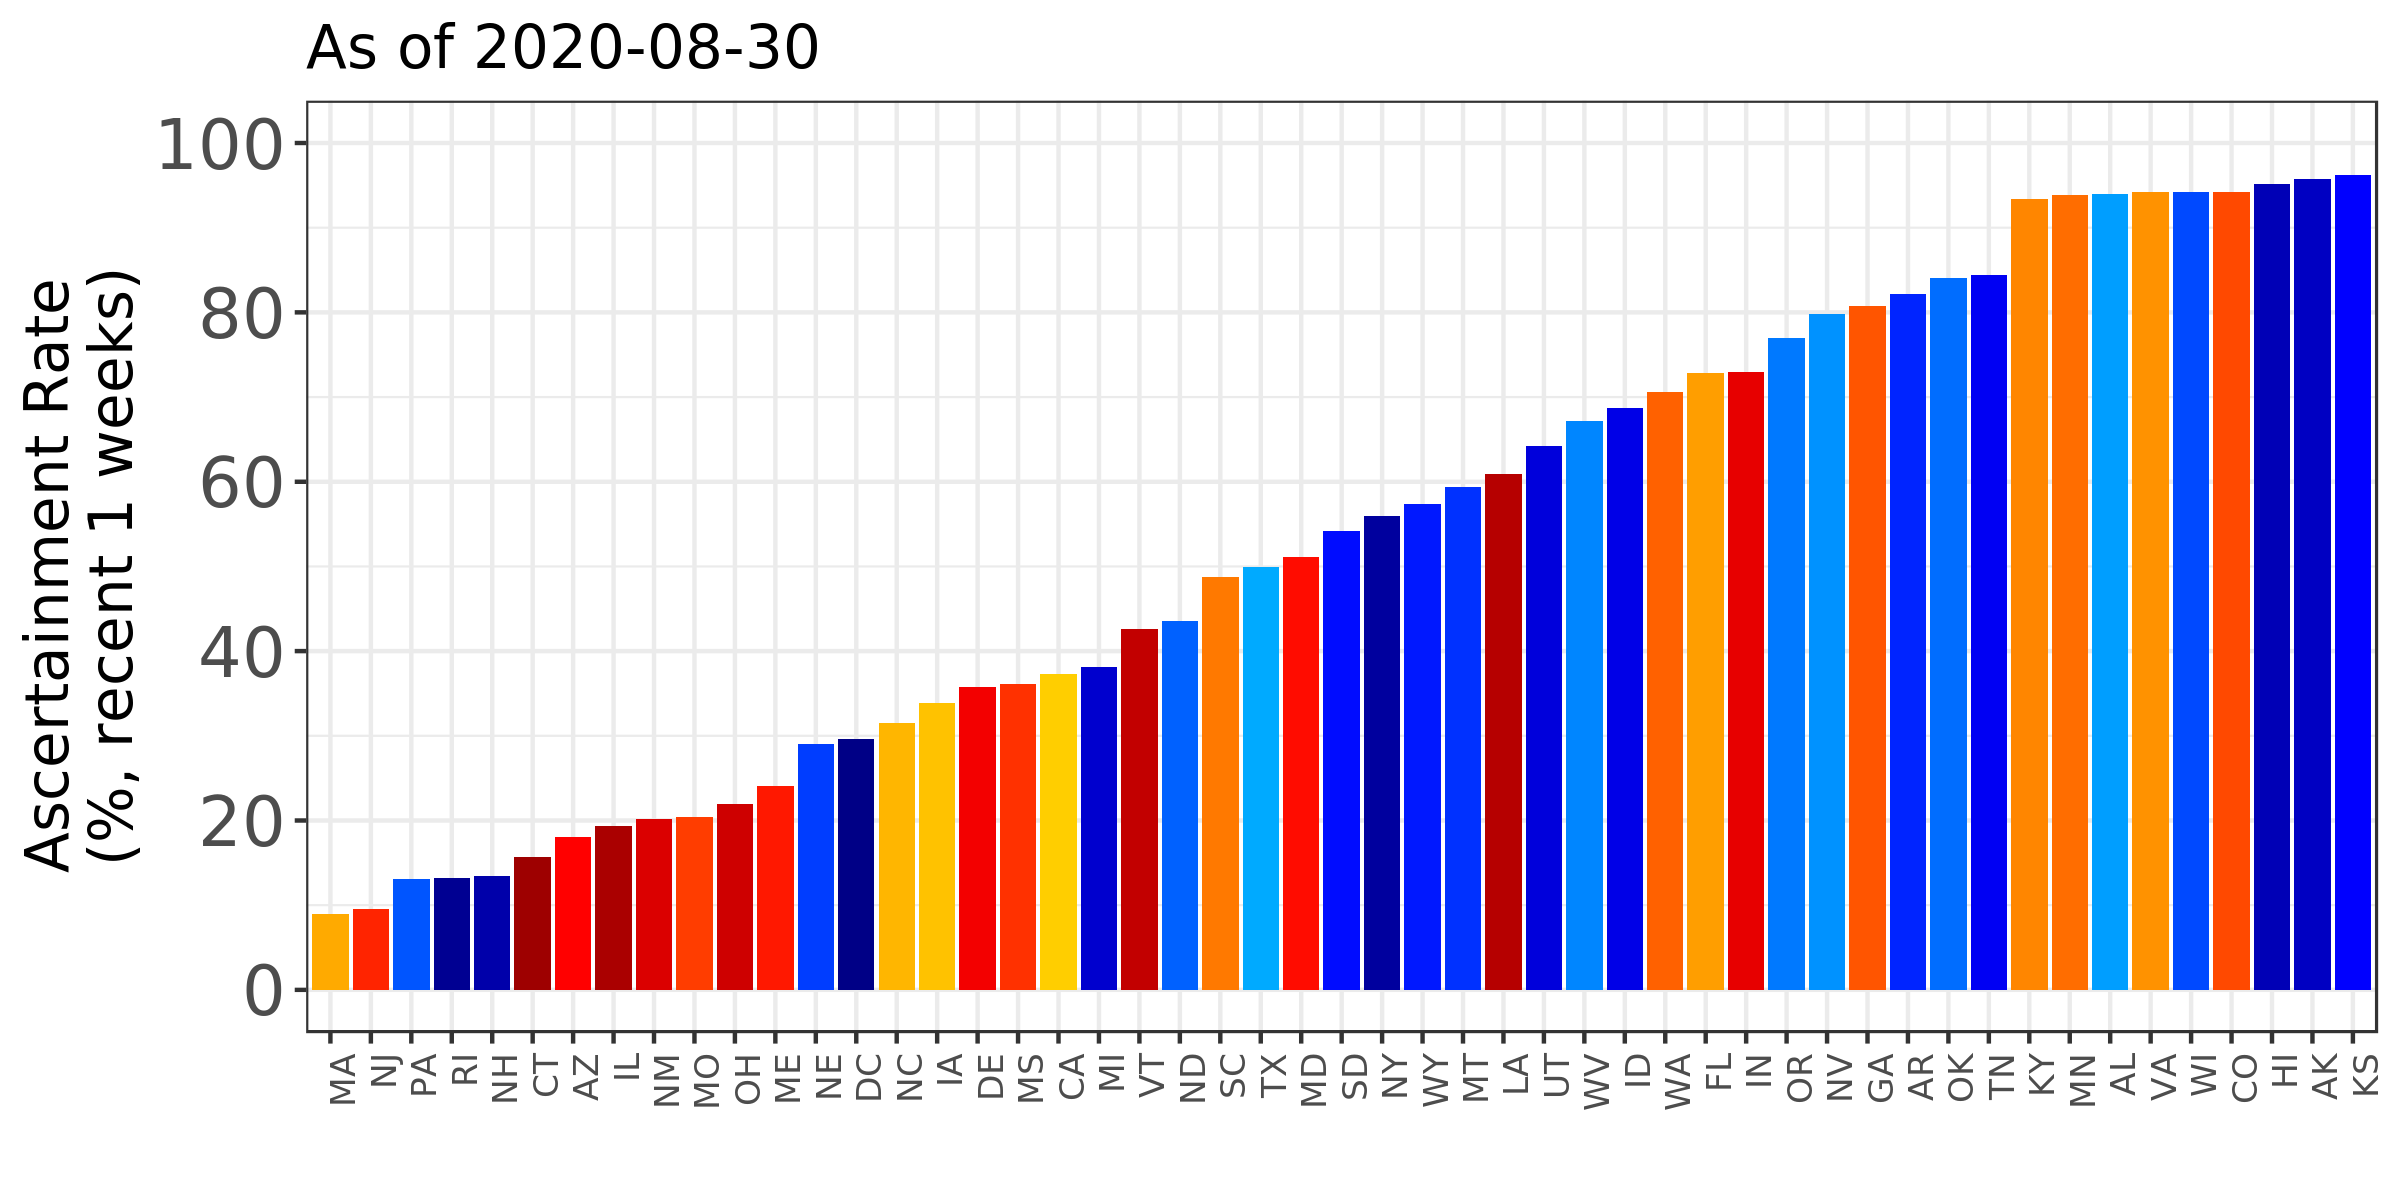 As of 2020-08-30
Ascertainment Rate
(%, recent 1 weeks)
100
80
60
40
20
0
MA NJ PA RI NH CT AZ IL NM MO OH ME NE DC NC IA DE MS CA MI VT ND SC TX MD SD NY WY MT LA UT WV ID WA FL IN OR NV GA AR OK TN KY MN AL VA WI CO HI AK KS